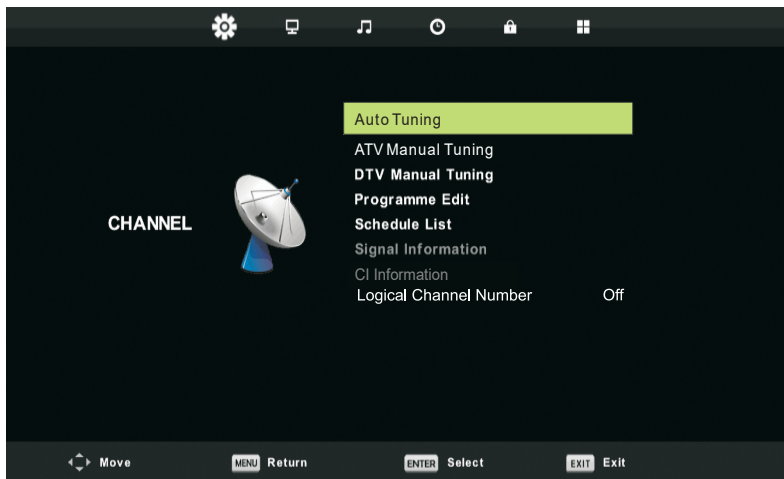 Auto Tuning
ATV Manual Tuning
DTV Manual Tuning
Programme Edit
CHANNEL
Schedule List
Signal Information
CI Information
Logical Channel Number Off
Move MENU Return ENTER Select EXIT Exit